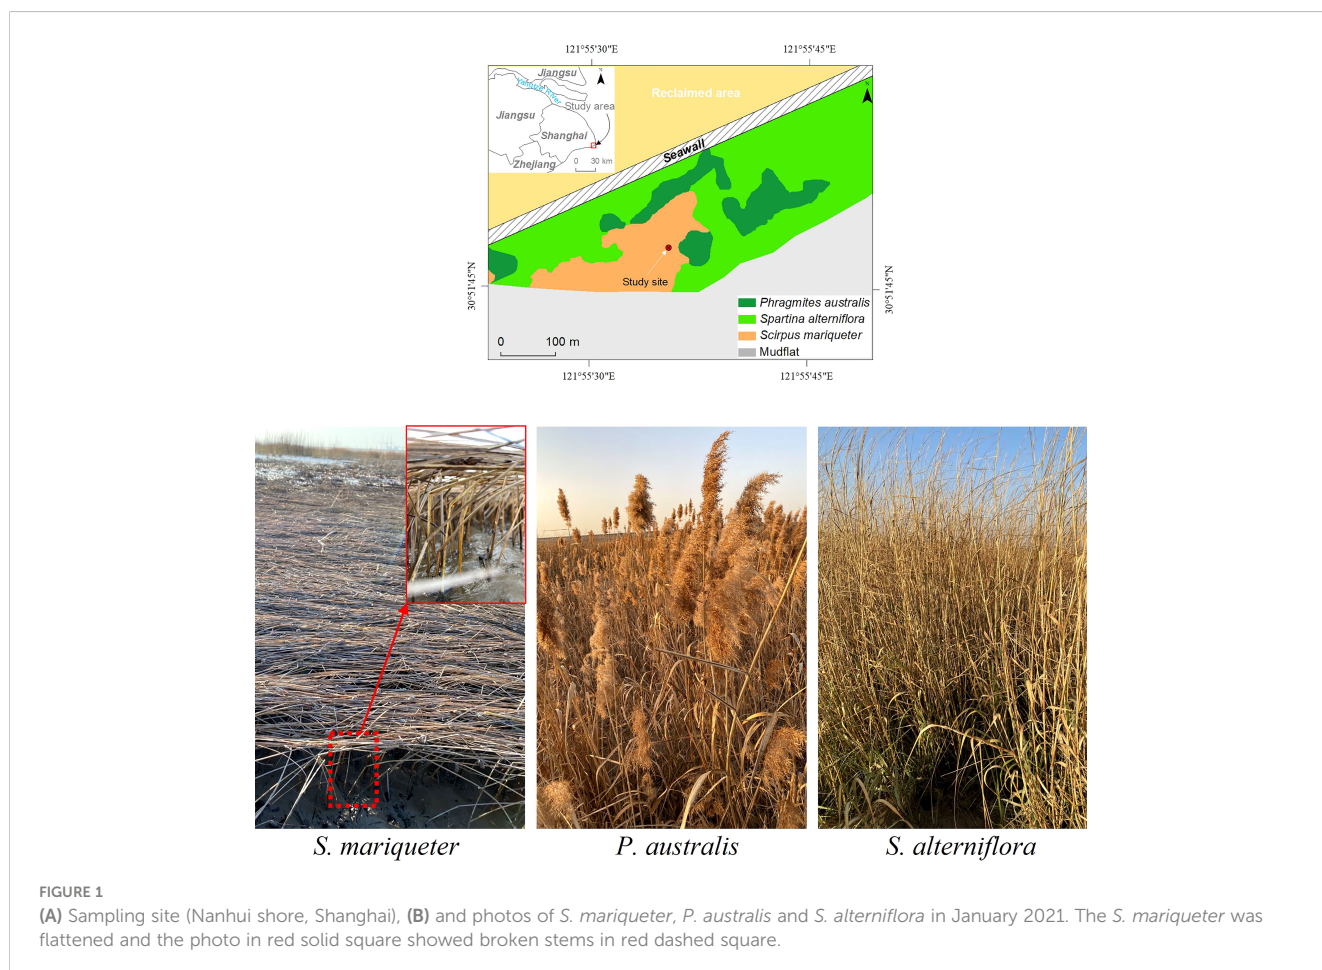 121°55'30"E
121°55'45"E
Jiangsu
Yangtze River
Study area
Jiangsu
Shanghai
Zhejiang
0 30 km
Reclaimed area
Seawall
Study site
30°51'45"N
30°51'45"N
Phragmites australis
Spartina alterniflora
Scirpus mariqueter
Mudflat
0 100 m
121°55'30"E
121°55'45"E
S. mariqueter
P. australis
S. alterniflora
FIGURE 1
(A) Sampling site (Nanhui shore, Shanghai), (B) and photos of S. mariqueter, P. australis and S. alterniflora in January 2021. The S. mariqueter was
flattened and the photo in red solid square showed broken stems in red dashed square.